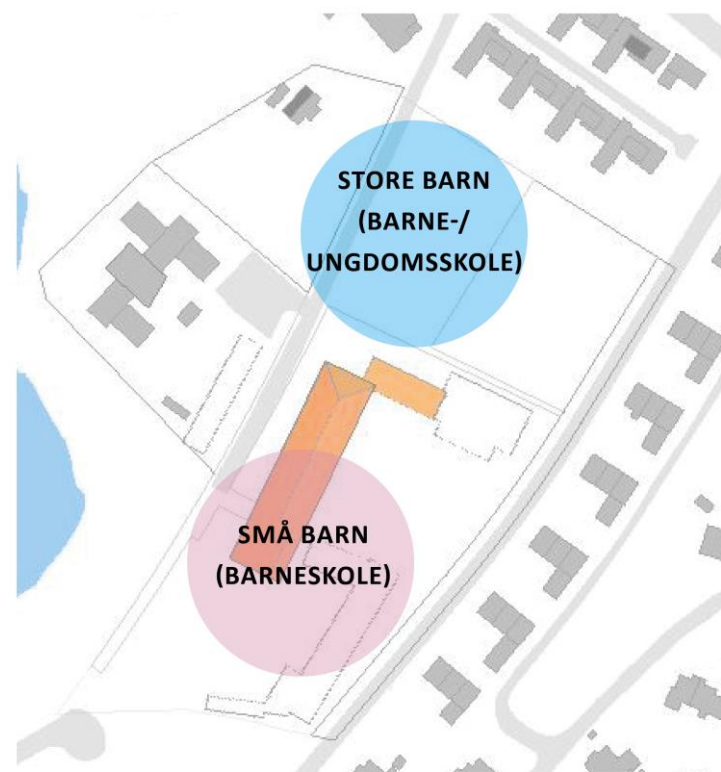 STORE BARN
(BARNE-/
UNGDOMSSKOLE)
SMÅ BARN
(BARNESKOLE)